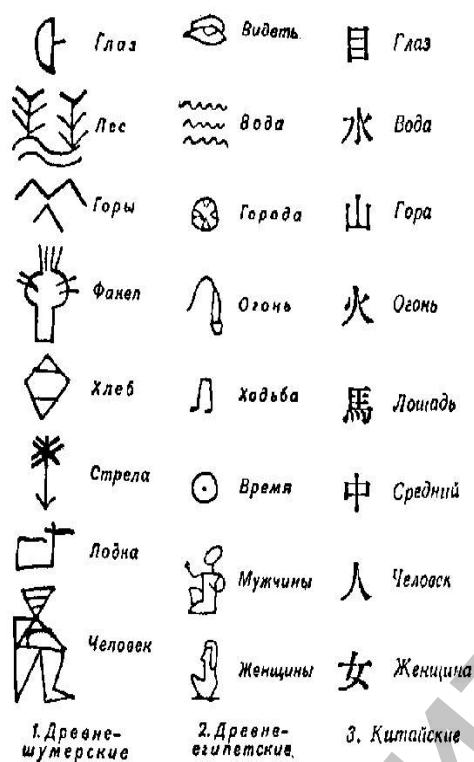 Глаз
Лес
Горы
Факел
Хлеб
Стрела
Лодка
Человек
1. Древне-
шумерские
Видеть
Вода
Города
Огонь
Ходьба
Время
Мужчины
Женщины
2. Древне-
египетские
目 Глаз
水 Вода
山 Гора
火 Огонь
馬 Лошадь
中 Средний
人 Человек
女 Женщина
3. Китайские